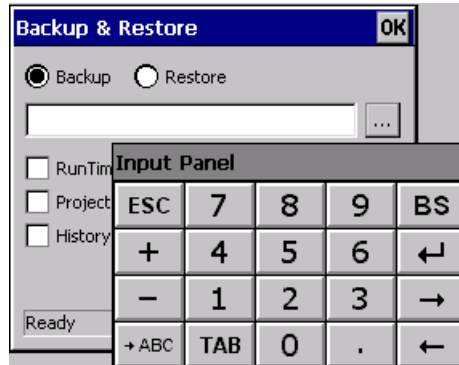 Backup & Restore OK
Backup Restore
...
RunTim
Project
History
Ready
Input Panel
ESC 7 8 9 BS
+ 4 5 6 ↵
- 1 2 3 →
→ ABC TAB 0 . ←